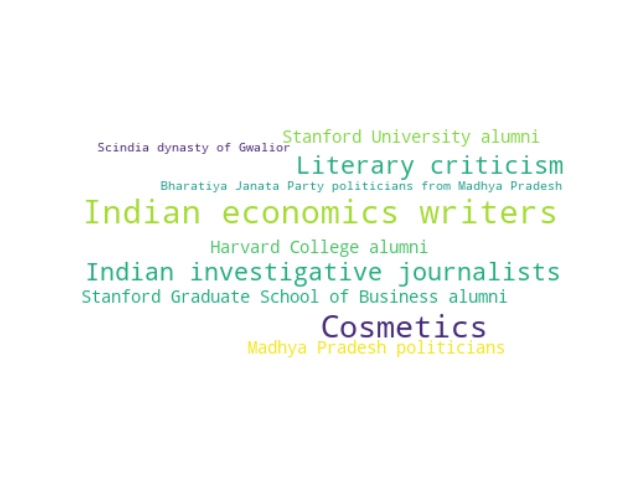 Stanford University alumni
Scindia dynasty of Gwalior
Literary criticism
Bharatiya Janata Party politicians from Madhya Pradesh
Indian economics writers
Harvard College alumni
Indian investigative journalists
Stanford Graduate School of Business alumni
Cosmetics
Madhya Pradesh politicians